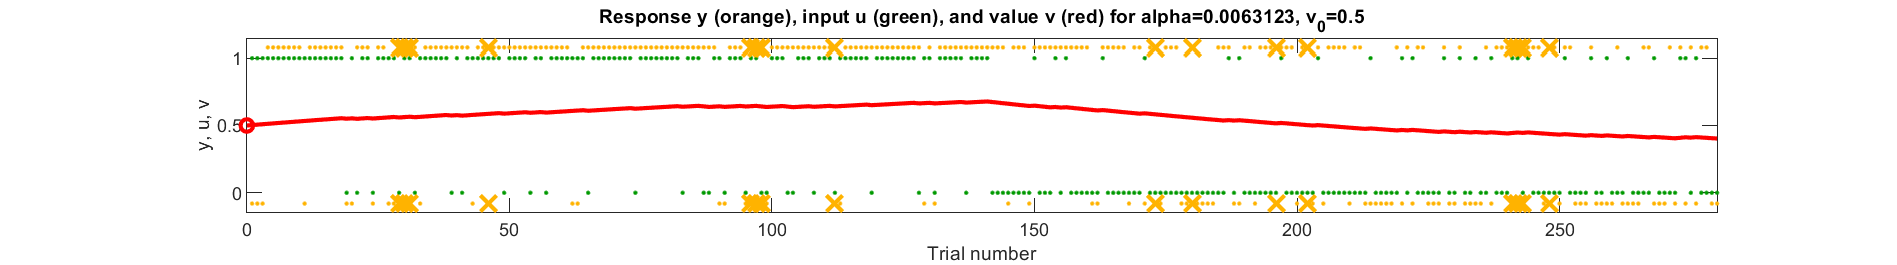 Response y (orange), input u (green), and value v (red) for alpha=0.0063123, v0=0.5
y, u, v
1
0.5
0
0 50 100 150 200 250
Trial number